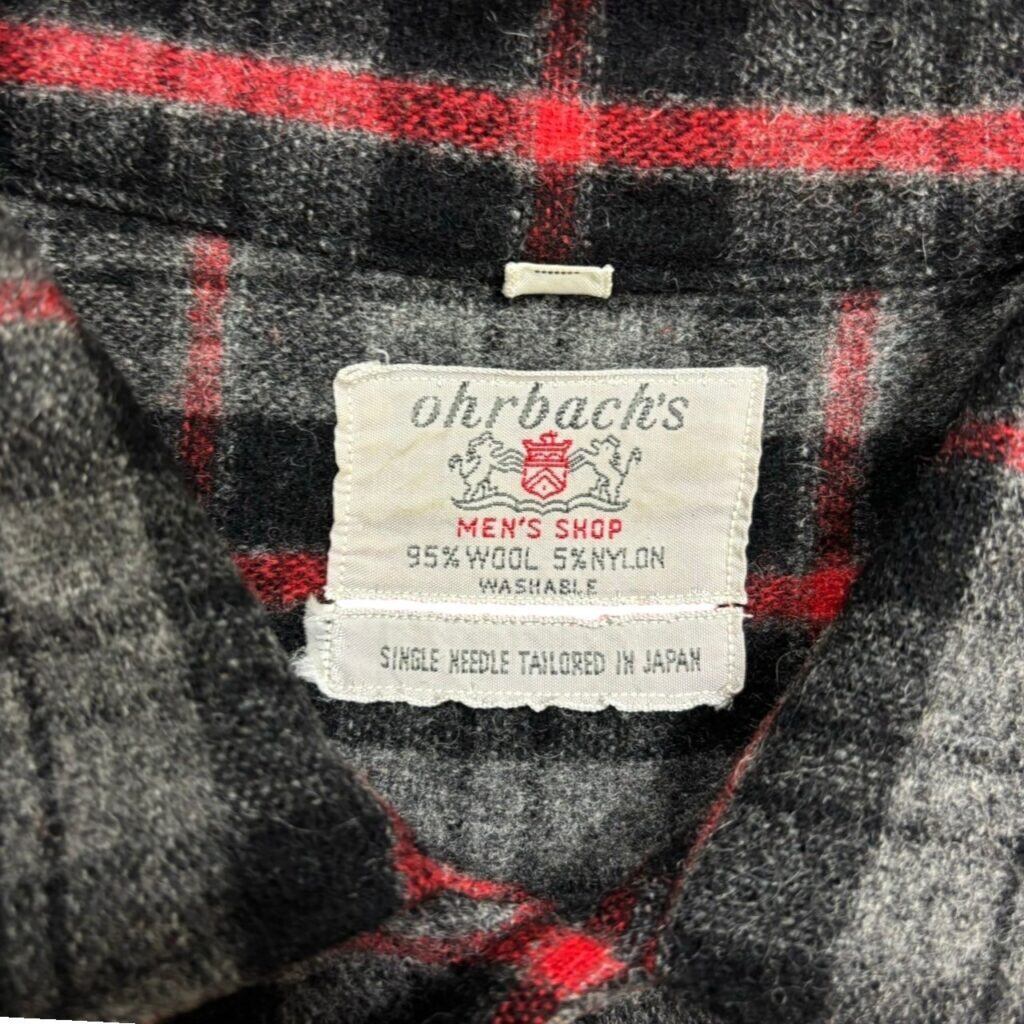 ohrbach's
MEN'S SHOP
95% WOOL 5% NYLON
WASHABLE
SINGLE NEEDLE TAILORED IN JAPAN